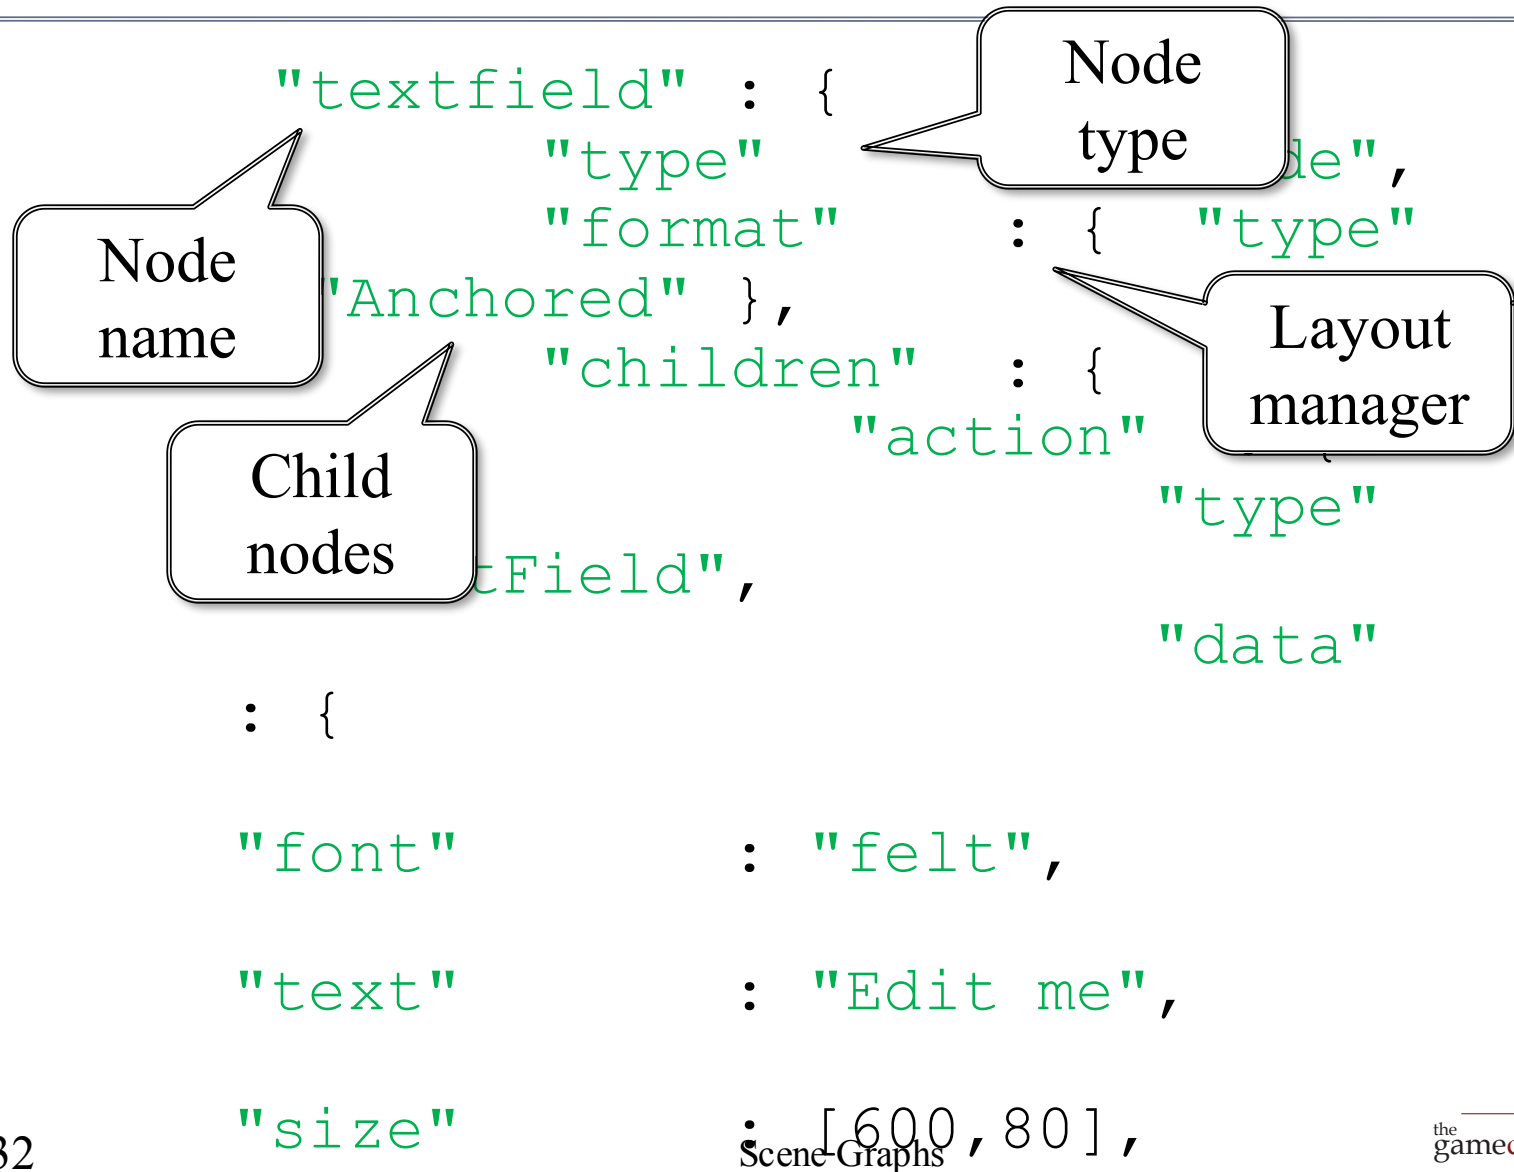 "textfield" : {
Node
type
"type" de",
"format" : { "type"
Node
name
"Anchored" },
Layout
manager
"children" : {
"action"
Child
nodes
"type"
tField",
"data"
: {
"font" : "felt",
"text" : "Edit me",
"size" : [600,80],
32
Scene Graphs
the
game